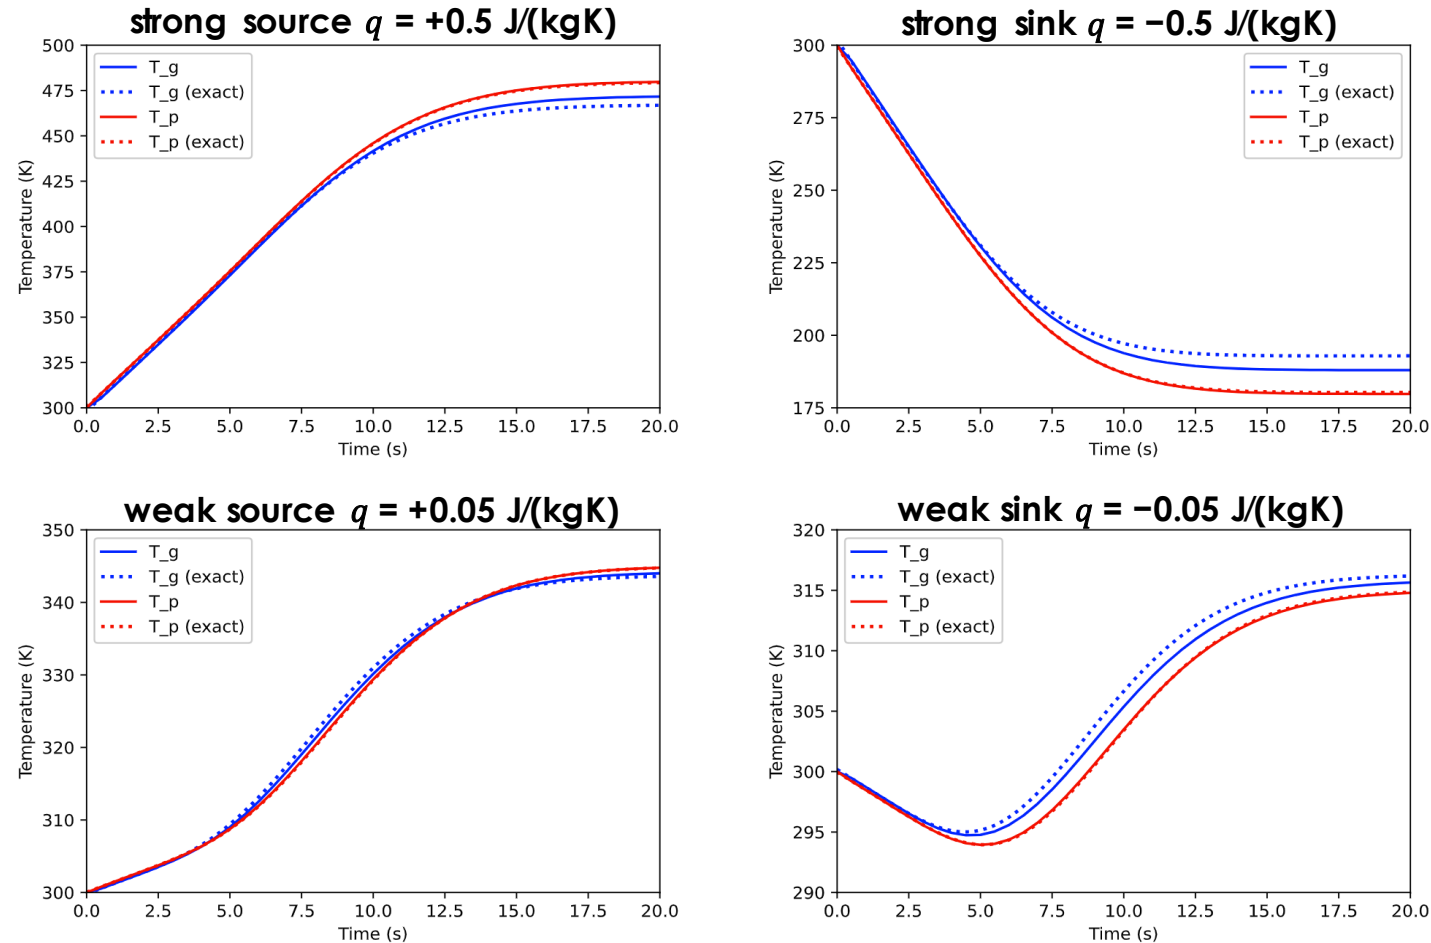 strong source q = +0.5 J/(kgK)
500
475
450
425
400
375
350
325
300
Temperature (K)
T_g
T_g (exact)
T_p
T_p (exact)
0.0 2.5 5.0 7.5 10.0 12.5 15.0 17.5 20.0
Time (s)
strong sink q = −0.5 J/(kgK)
300
275
250
225
200
175
Temperature (K)
T_g
T_g (exact)
T_p
T_p (exact)
0.0 2.5 5.0 7.5 10.0 12.5 15.0 17.5 20.0
Time (s)
weak source q = +0.05 J/(kgK)
350
340
330
320
310
300
Temperature (K)
T_g
T_g (exact)
T_p
T_p (exact)
0.0 2.5 5.0 7.5 10.0 12.5 15.0 17.5 20.0
Time (s)
weak sink q = −0.05 J/(kgK)
320
315
310
305
300
295
290
Temperature (K)
T_g
T_g (exact)
T_p
T_p (exact)
0.0 2.5 5.0 7.5 10.0 12.5 15.0 17.5 20.0
Time (s)